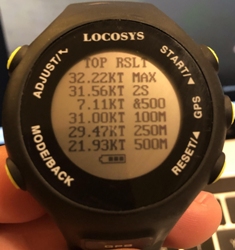 LOCOSYS
ADJUST/
START/
TOP RSLT
32.22KT MAX
31.56KT 2S
7.11KT &500
31.00KT 100M
29.47KT 250M
21.93KT 500M
GPS
MODE/BACK
RESET/